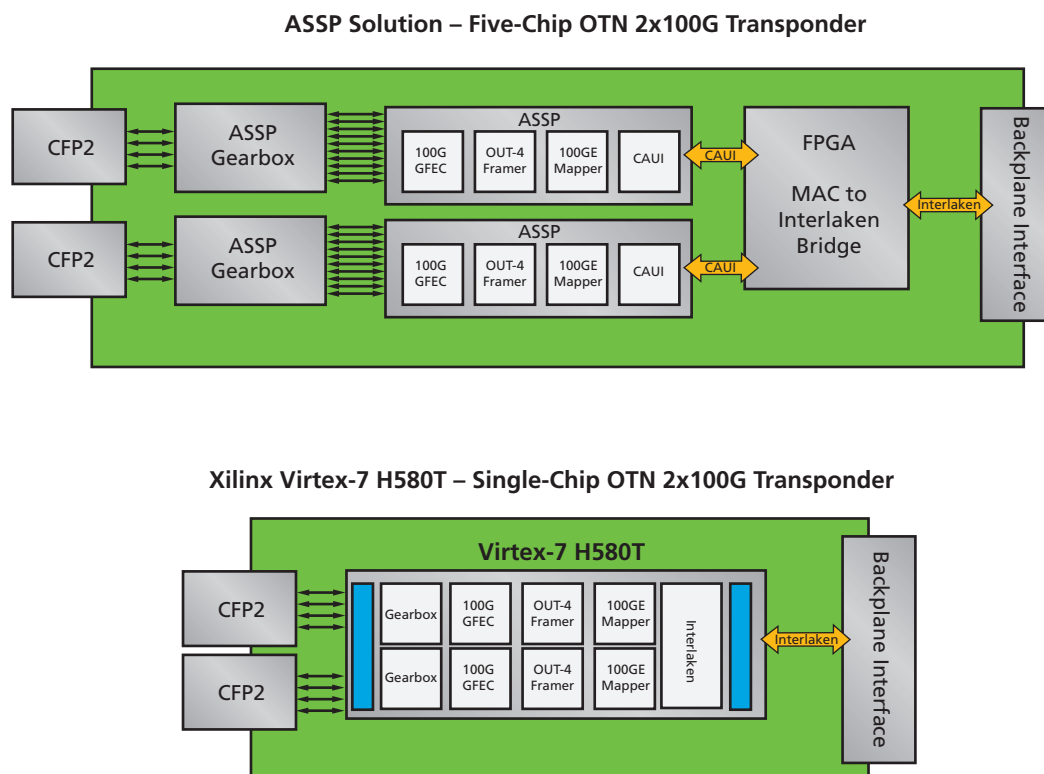 ASSP Solution – Five-Chip OTN 2x100G Transponder
CFP2
ASSP
Gearbox
ASSP
100G
GFEC
OUT-4
Framer
100GE
Mapper
CAUI
CAUI
FPGA
MAC to
Interlaken
Bridge
Interlaken
Backplane Interface
CFP2
ASSP
Gearbox
ASSP
100G
GFEC
OUT-4
Framer
100GE
Mapper
CAUI
CAUI
Xilinx Virtex-7 H580T – Single-Chip OTN 2x100G Transponder
Virtex-7 H580T
CFP2
Gearbox
100G
GFEC
OUT-4
Framer
100GE
Mapper
Interlaken
Interlaken
Backplane Interface
CFP2
Gearbox
100G
GFEC
OUT-4
Framer
100GE
Mapper